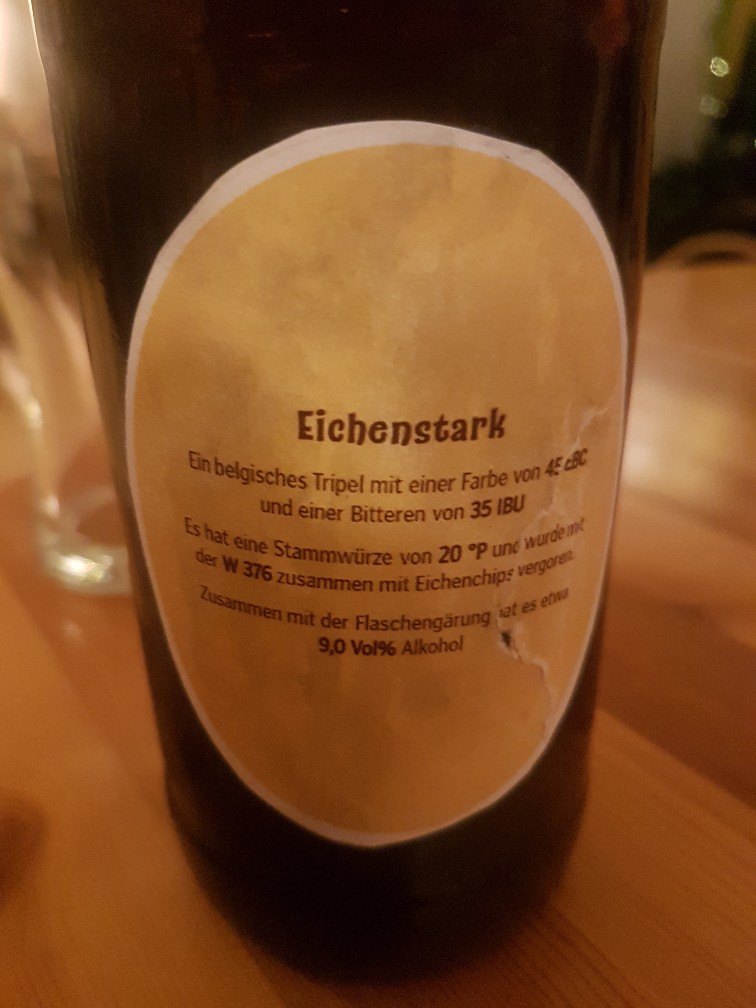 Eichenstark
Ein belgisches Tripel mit einer Farbe von
und einer Bitteren von 35 IBU
Es hat eine Stammwürze von 20 °P und wurde mit
der W 376 zusammen mit Eichenchips vergoren.
Zusammen mit der Flaschengärung hat es etwa
9,0 Vol% Alkohol